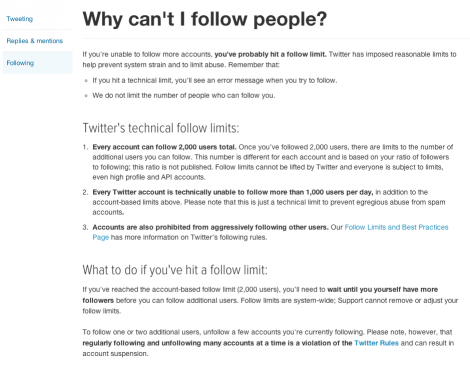 Tweeting
Replies & mentions
Following
Why can't I follow people?
If you're unable to follow more accounts, you've probably hit a follow limit. Twitter has imposed reasonable limits to
help prevent system strain and to limit abuse. Remember that:
If you hit a technical limit, you'll see an error message when you try to follow.
We do not limit the number of people who can follow you.
Twitter's technical follow limits:
1. Every account can follow 2,000 users total. Once you've followed 2,000 users, there are limits to the number of
additional users you can follow. This number is different for each account and is based on your ratio of followers
to following; this ratio is not published. Follow limits cannot be lifted by Twitter and everyone is subject to limits,
even high profile and API accounts.
2. Every Twitter account is technically unable to follow more than 1,000 users per day, in addition to the
account-based limits above. Please note that this is just a technical limit to prevent egregious abuse from spam
accounts.
3. Accounts are also prohibited from aggressively following other users. Our Follow Limits and Best Practices
Page has more information on Twitter's following rules.
What to do if you've hit a follow limit:
If you've reached the account-based follow limit (2,000 users), you'll need to wait until you yourself have more
followers before you can follow additional users. Follow limits are system-wide; Support cannot remove or adjust your
follow limits.
To follow one or two additional users, unfollow a few accounts you're currently following. Please note, however, that
regularly following and unfollowing many accounts at a time is a violation of the Twitter Rules and can result in
account suspension.